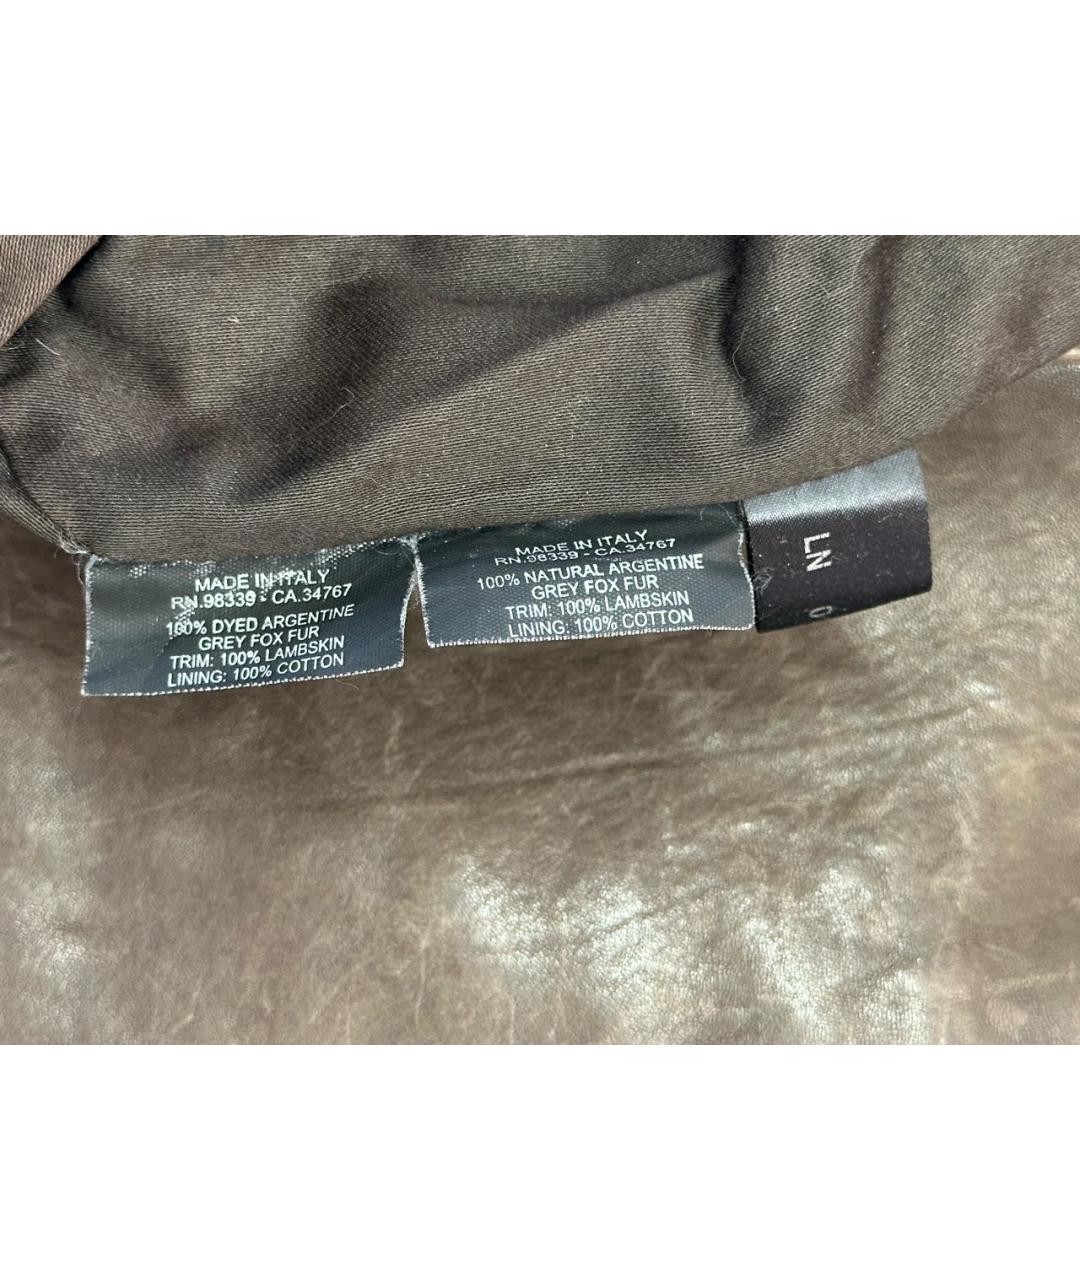 MADE IN ITALY
RN.98339 - CA.34767
100% DYED ARGENTINE
GREY FOX FUR
TRIM: 100% LAMBSKIN
LINING: 100% COTTON
MADE IN ITALY
RN.98339 - CA.34767
100% NATURAL ARGENTINE
GREY FOX FUR
TRIM: 100% LAMBSKIN
LINING: 100% COTTON
LN